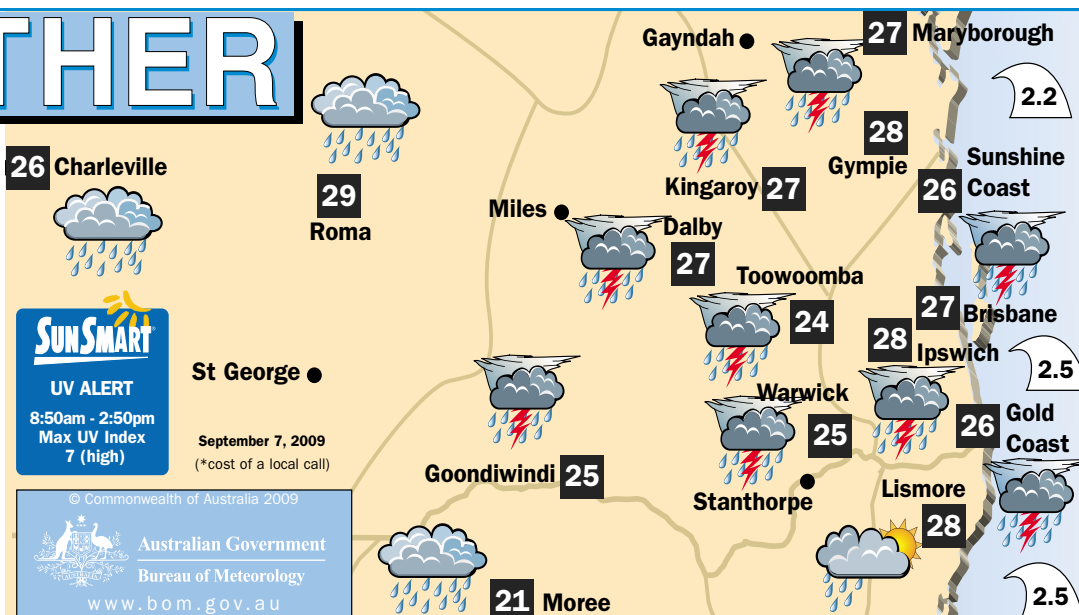 THER
Gayndah
27 Maryborough
2.2
26 Charleville
29
Roma
28
Gympie
Kingaroy 27
Sunshine
26 Coast
Miles
Dalby
27
Toowoomba
24
27 Brisbane
28 Ipswich
2.5
SUNSMART
UV ALERT
8:50am - 2:50pm
Max UV Index
7 (high)
St George
September 7, 2009
(*cost of a local call)
Warwick
25
26 Gold
Coast
Goondiwindi 25
Stanthorpe
Lismore
28
© Commonwealth of Australia 2009
Australian Government
Bureau of Meteorology
www.bom.gov.au
21 Moree
2.5